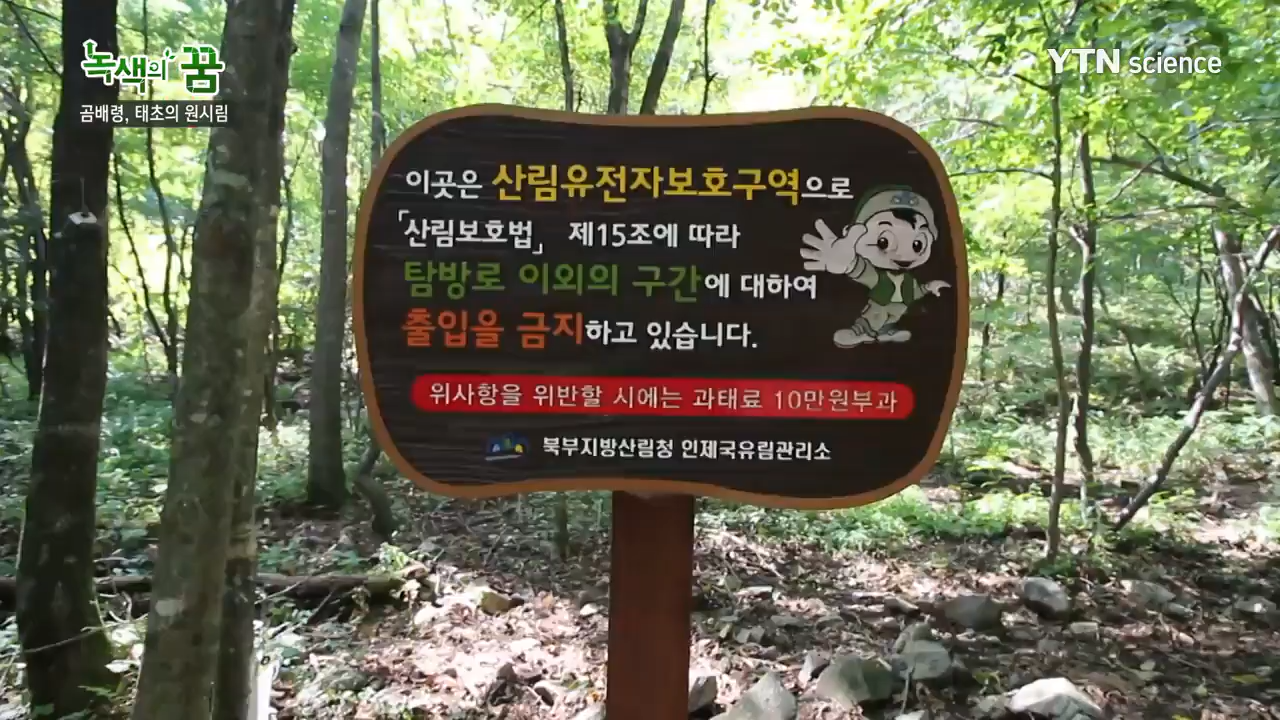 녹색의 꿈
곰배령, 태초의 원시림
YTN science
이곳은 산림유전자보호구역으로
「산림보호법」 제15조에 따라
탐방로 이외의 구간에 대하여
출입을 금지하고 있습니다.
위사항을 위반할 시에는 과태료 10만원부과
북부지방산림청 인제국유림관리소